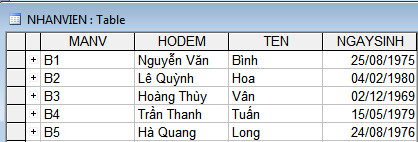 NHANVIEN : Table
MANV HODEM TEN NGAYSINH
+ B1 Nguyễn Văn Bình 25/08/1975
+ B2 Lê Quỳnh Hoa 04/02/1980
+ B3 Hoàng Thùy Vân 02/12/1969
+ B4 Trần Thanh Tuấn 15/05/1979
+ B5 Hà Quang Long 24/08/1976